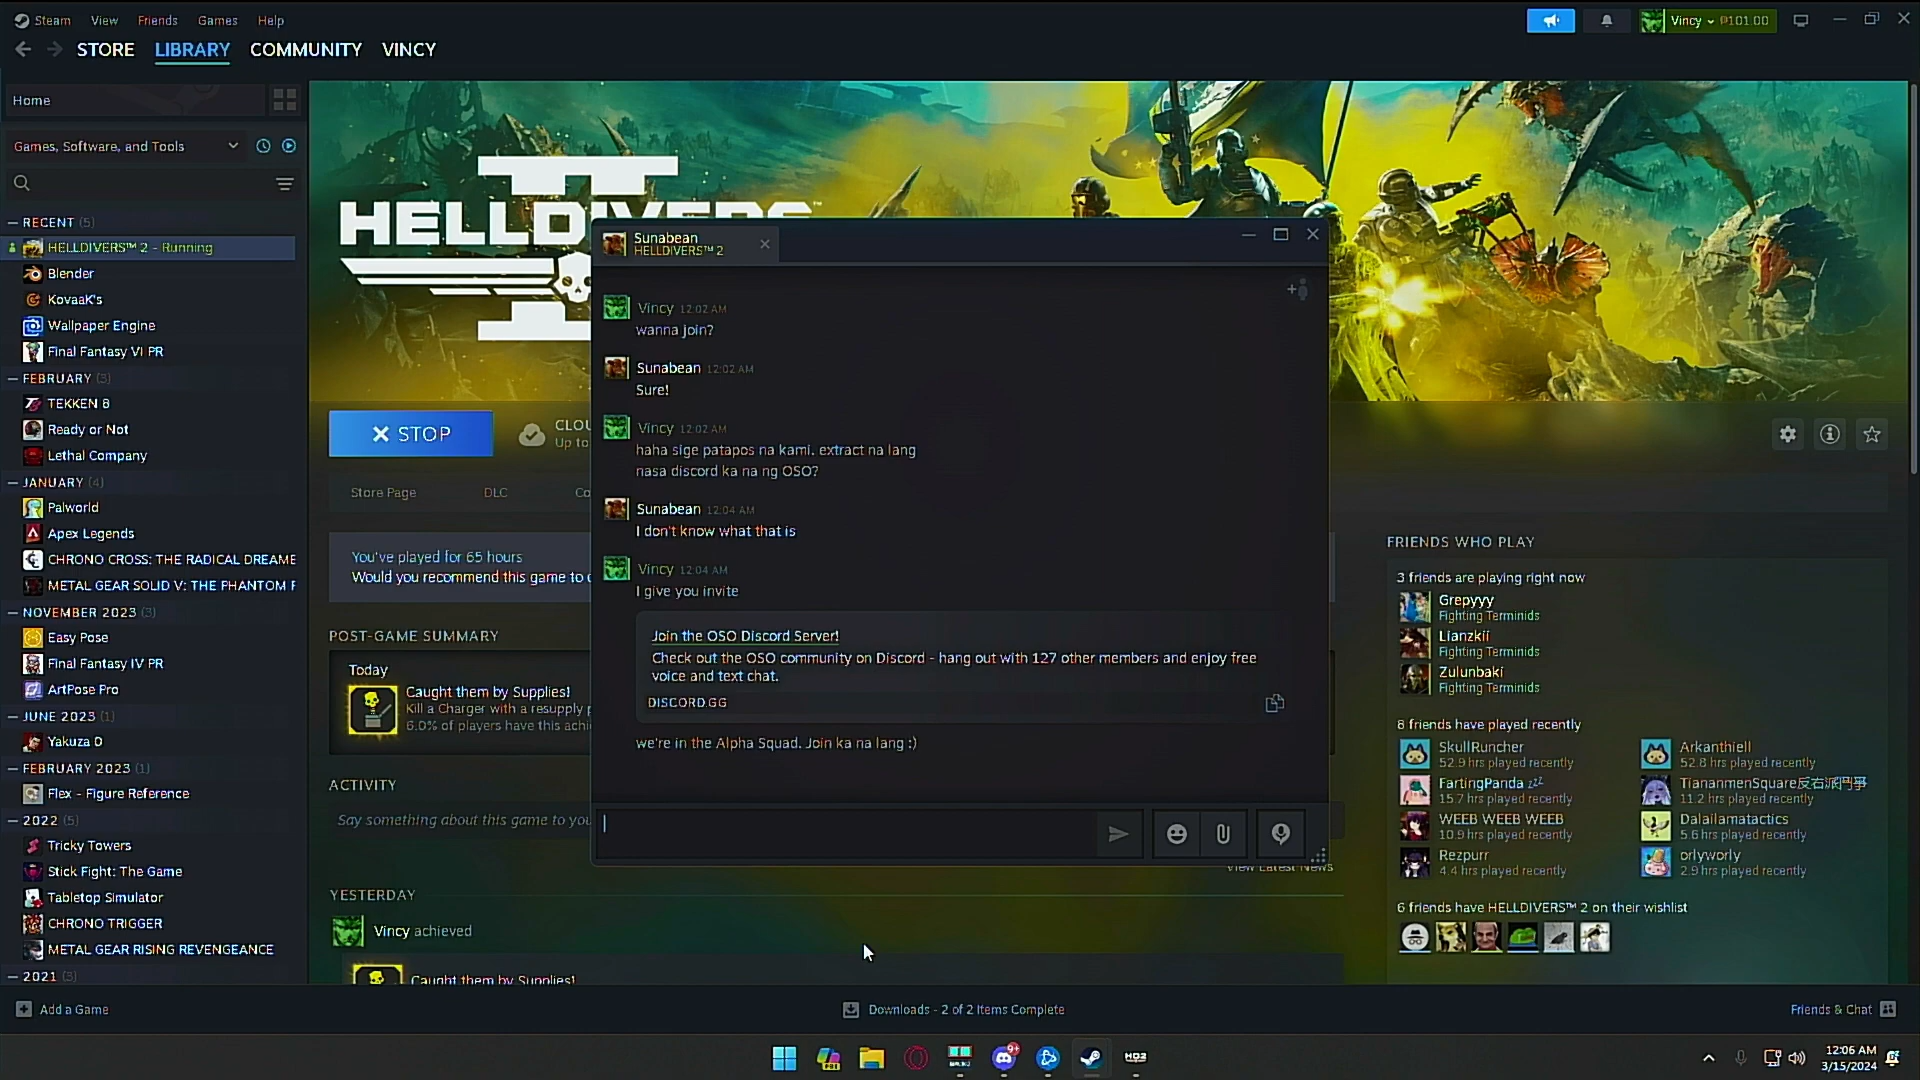 Steam View Friends Games Help
Vincy ₱101.00
STORE LIBRARY COMMUNITY VINCY
Home
Games, Software, and Tools
— RECENT (5)
HELLDIVERS™ 2 - Running
Blender
KovaaK's
Wallpaper Engine
Final Fantasy VI PR
— FEBRUARY (3)
TEKKEN 8
Ready or Not
Lethal Company
— JANUARY (4)
Palworld
Apex Legends
CHRONO CROSS: THE RADICAL DREAME
METAL GEAR SOLID V: THE PHANTOM P
— NOVEMBER 2023 (3)
Easy Pose
Final Fantasy IV PR
ArtPose Pro
— JUNE 2023 (1)
Yakuza 0
— FEBRUARY 2023 (1)
Flex - Figure Reference
— 2022 (5)
Tricky Towers
Stick Fight: The Game
Tabletop Simulator
CHRONO TRIGGER
METAL GEAR RISING REVENGEANCE
— 2021 (3)
HELLDIVERS™
II
STOP
CLOU
Up to
Store Page DLC Co
You've played for 65 hours
Would you recommend this game to o
POST-GAME SUMMARY
Today
Caught them by Supplies!
Kill a Charger with a resupply p
6.0% of players have this achie
ACTIVITY
Say something about this game to you
View Latest News
YESTERDAY
Vincy achieved
Caught them by Supplies!
Sunabean
HELLDIVERS™ 2
Vincy 12:02 AM
wanna join?
Sunabean 12:02 AM
Sure!
Vincy 12:02 AM
haha sige patapos na kami. extract na lang
nasa discord ka na ng OSO?
Sunabean 12:04 AM
I don't know what that is
Vincy 12:04 AM
I give you invite
Join the OSO Discord Server!
Check out the OSO community on Discord - hang out with 127 other members and enjoy free
voice and text chat.
DISCORD.GG
we're in the Alpha Squad. Join ka na lang :)
FRIENDS WHO PLAY
3 friends are playing right now
Grepyyy
Fighting Terminids
Lianzkii
Fighting Terminids
Zulunbaki
Fighting Terminids
8 friends have played recently
SkullRuncher
52.9 hrs played recently
Arkanthiell
52.8 hrs played recently
FartingPanda zzZ
15.7 hrs played recently
TiananmenSquare反右派鬥爭
11.2 hrs played recently
WEEB WEEB WEEB
10.9 hrs played recently
Dalailamatactics
5.6 hrs played recently
Rezpurr
4.4 hrs played recently
orlyworly
2.9 hrs played recently
6 friends have HELLDIVERS™ 2 on their wishlist
Add a Game
Downloads - 2 of 2 Items Complete
Friends & Chat
PRE
9+
HD2
12:06 AM
3/15/2024